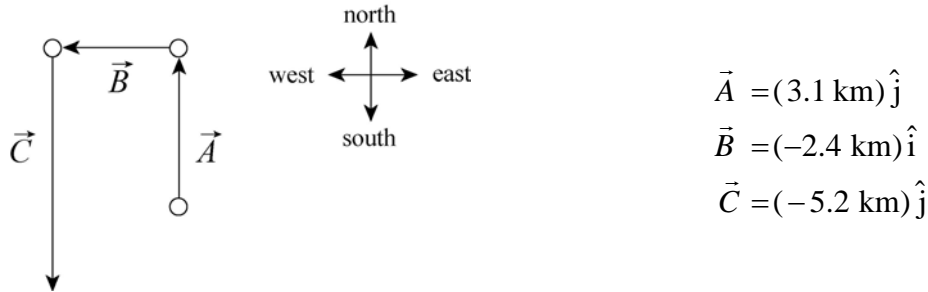 north
west east
south
B⃗
C⃗ A⃗
A⃗ =(3.1 km) ĵ
B⃗ =(−2.4 km) î
C⃗ =(−5.2 km) ĵ